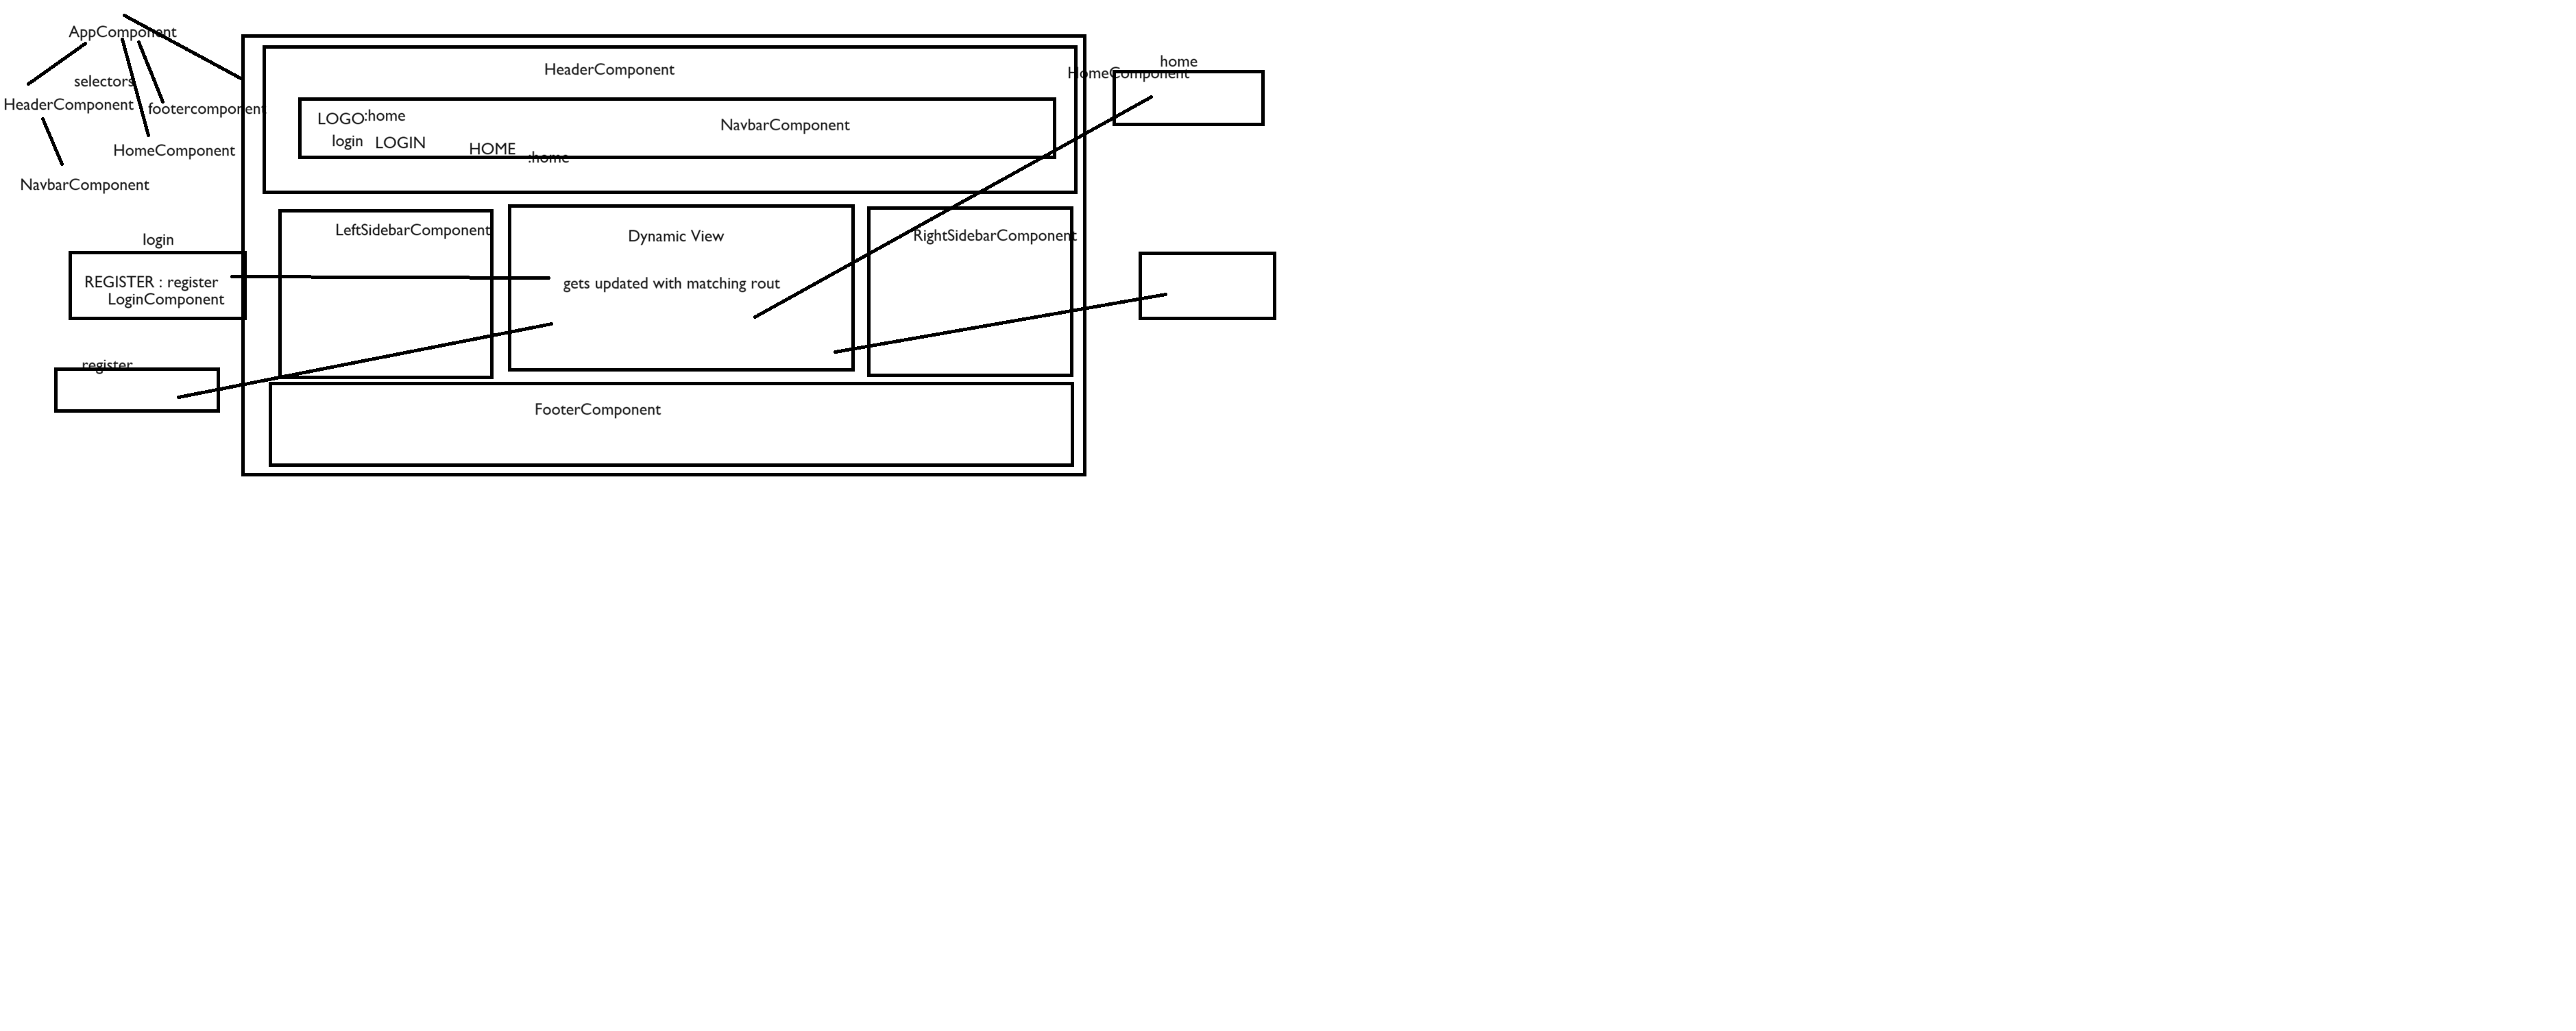 AppComponent
selectors
HeaderComponent
footercomponent
HomeComponent
NavbarComponent
HeaderComponent
LOGO :home
NavbarComponent
login LOGIN
HOME :home
HomeComponent
home
login
REGISTER : register
LoginComponent
register
LeftSidebarComponent
Dynamic View
gets updated with matching rout
RightSidebarComponent
FooterComponent